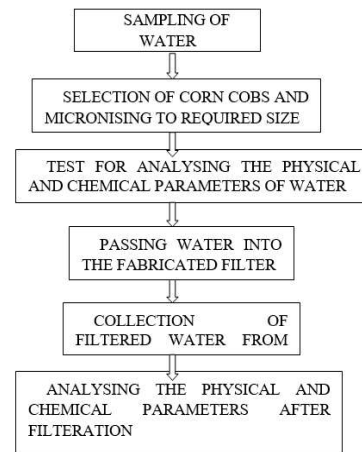 SAMPLING OF
WATER
SELECTION OF CORN COBS AND
MICRONISING TO REQUIRED SIZE
TEST FOR ANALYSING THE PHYSICAL
AND CHEMICAL PARAMETERS OF WATER
PASSING WATER INTO
THE FABRICATED FILTER
COLLECTION OF
FILTERED WATER FROM
ANALYSING THE PHYSICAL AND
CHEMICAL PARAMETERS AFTER
FILTERATION